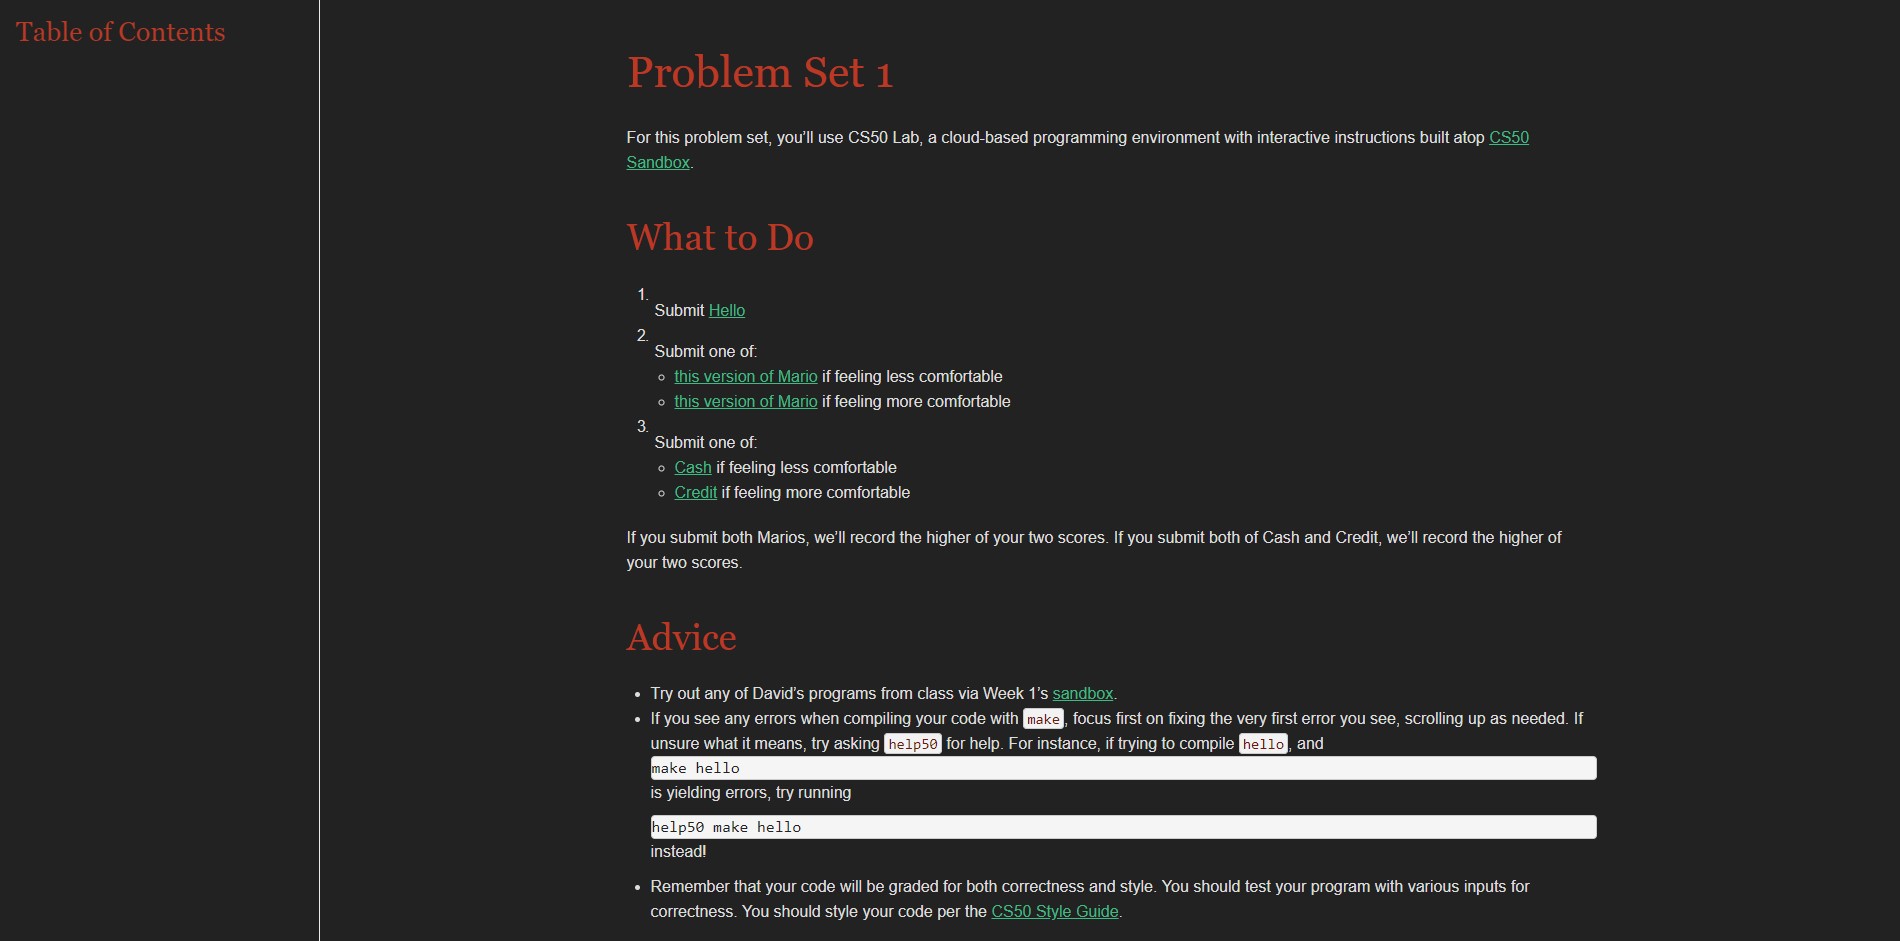 Table of Contents
Problem Set 1
For this problem set, you’ll use CS50 Lab, a cloud-based programming environment with interactive instructions built atop CS50
Sandbox.
What to Do
1.
Submit Hello
2.
Submit one of:
◦ this version of Mario if feeling less comfortable
◦ this version of Mario if feeling more comfortable
3.
Submit one of:
◦ Cash if feeling less comfortable
◦ Credit if feeling more comfortable
If you submit both Marios, we’ll record the higher of your two scores. If you submit both of Cash and Credit, we’ll record the higher of
your two scores.
Advice
• Try out any of David’s programs from class via Week 1’s sandbox.
• If you see any errors when compiling your code with make, focus first on fixing the very first error you see, scrolling up as needed. If
unsure what it means, try asking help50 for help. For instance, if trying to compile hello, and
make hello
is yielding errors, try running
help50 make hello
instead!
• Remember that your code will be graded for both correctness and style. You should test your program with various inputs for
correctness. You should style your code per the CS50 Style Guide.